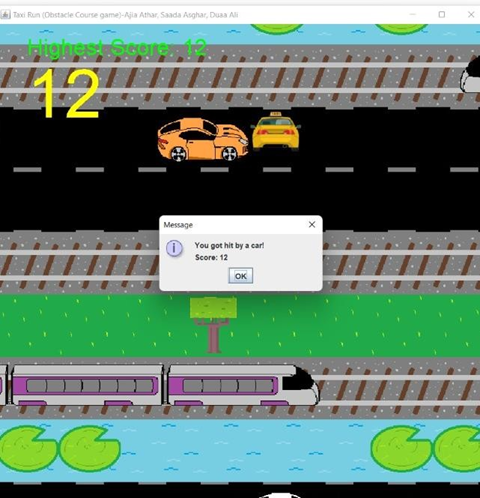 Taxi Run (Obstacle Course game)-Ajia Athar, Saada Asghar, Duaa Ali
Highest Score: 12
12
Message
You got hit by a car!
Score: 12
OK